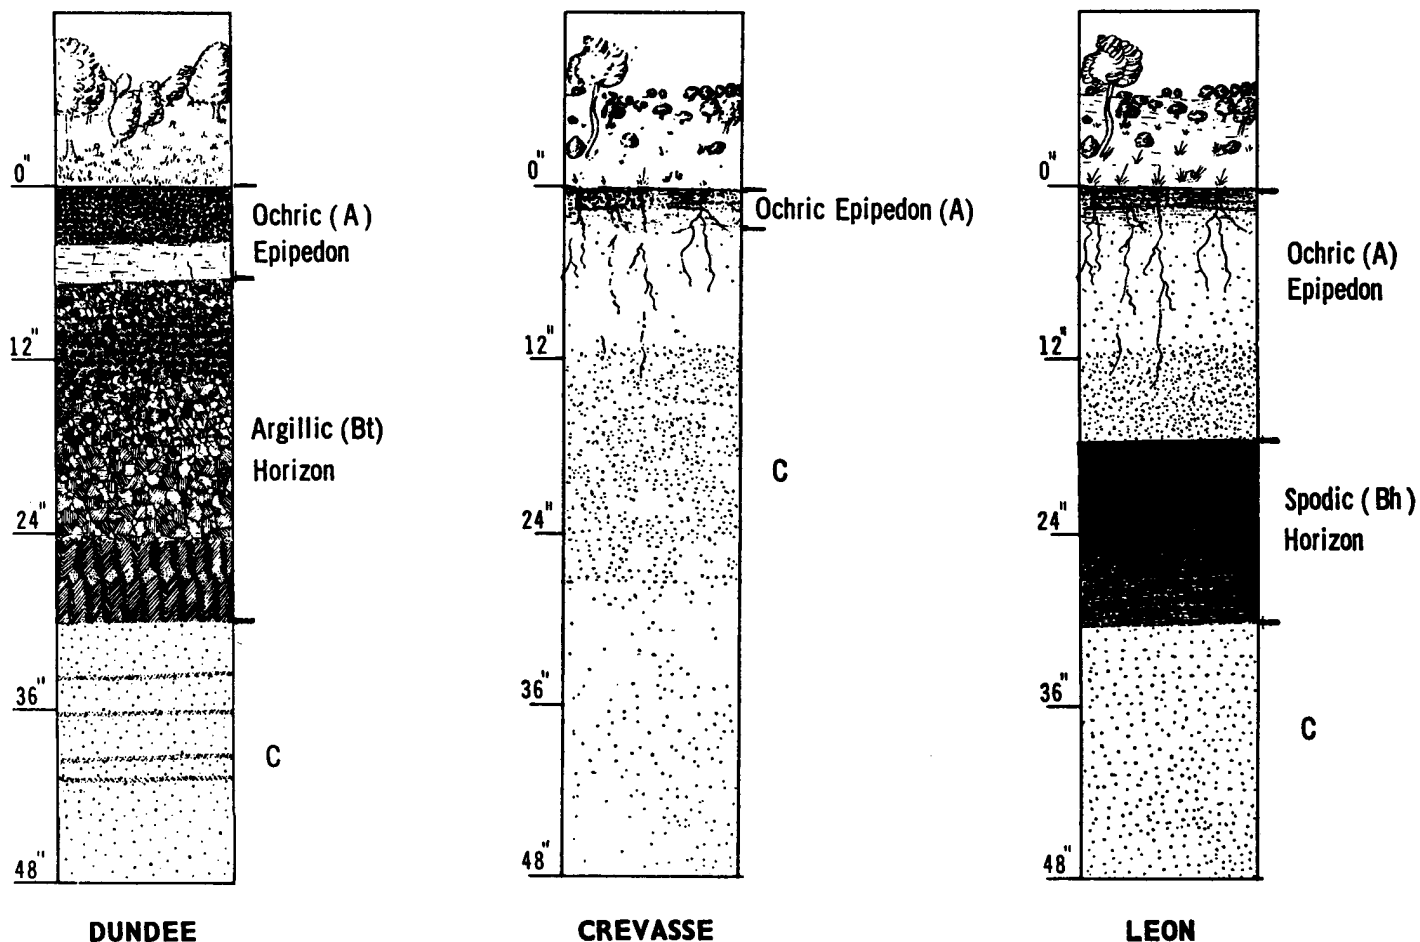 0"
12"
24"
36"
48"
Ochric (A)
Epipedon
Argillic (Bt)
Horizon
C
DUNDEE
0"
12"
24"
36"
48"
Ochric Epipedon (A)
C
CREVASSE
0"
12"
24"
36"
48"
Ochric (A)
Epipedon
Spodic (Bh)
Horizon
C
LEON